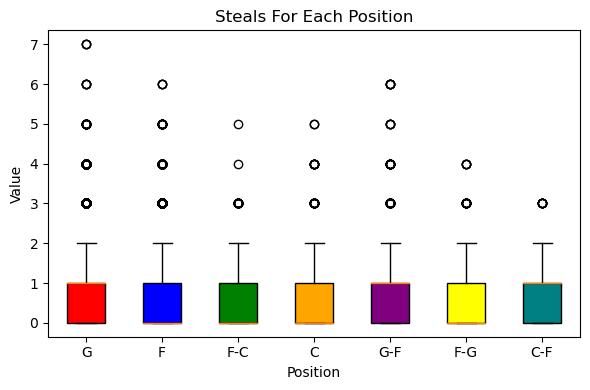 Steals For Each Position
Value
7
6
5
4
3
2
1
0
G F F-C C G-F F-G C-F
Position